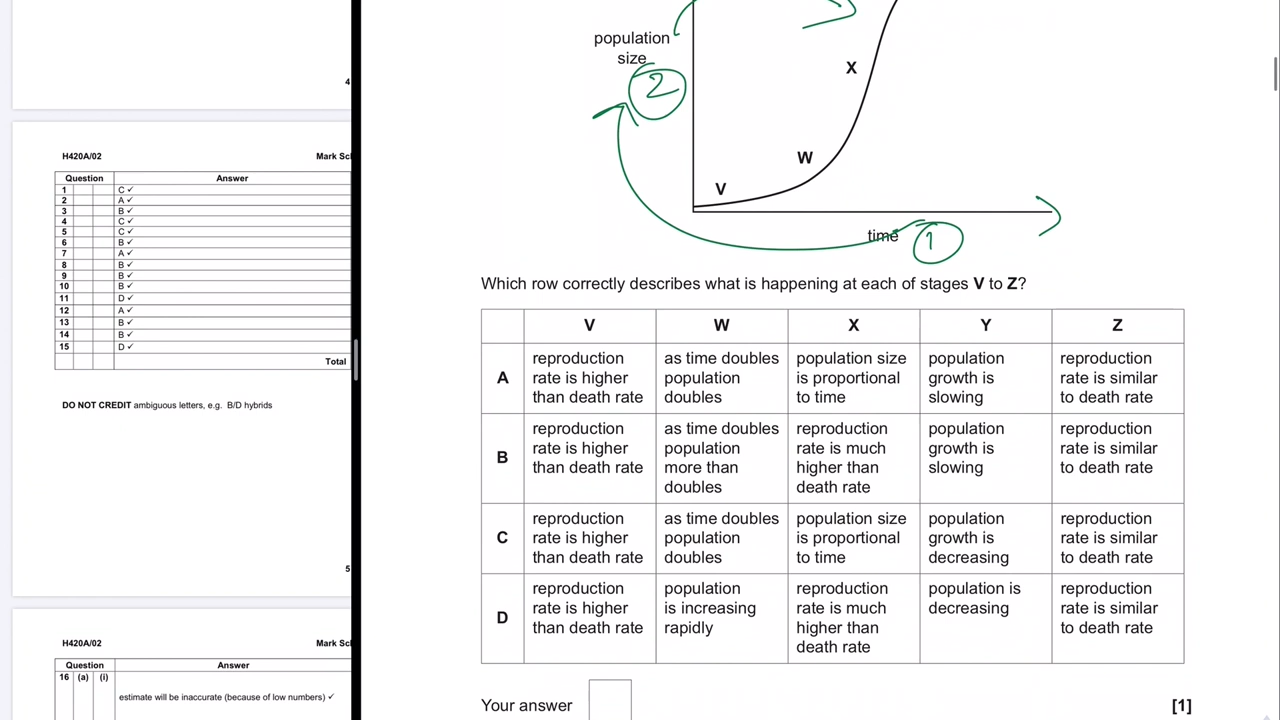 4
H420A/02 Mark Sc
Question Answer
1 C ✓
2 A ✓
3 B ✓
4 C ✓
5 C ✓
6 B ✓
7 A ✓
8 B ✓
9 B ✓
10 B ✓
11 D ✓
12 A ✓
13 B ✓
14 B ✓
15 D ✓
Total
DO NOT CREDIT ambiguous letters, e.g. B/D hybrids
5
H420A/02 Mark Sc
Question Answer
16 (a) (i)
estimate will be inaccurate (because of low numbers) ✓
population
size
2
X
W
V
time 1
Which row correctly describes what is happening at each of stages V to Z?
V W X Y Z
A
reproduction rate is higher than death rate
as time doubles population doubles
population size is proportional to time
population growth is slowing
reproduction rate is similar to death rate
B
reproduction rate is higher than death rate
as time doubles population more than doubles
reproduction rate is much higher than death rate
population growth is slowing
reproduction rate is similar to death rate
C
reproduction rate is higher than death rate
as time doubles population doubles
population size is proportional to time
population growth is decreasing
reproduction rate is similar to death rate
D
reproduction rate is higher than death rate
population is increasing rapidly
reproduction rate is much higher than death rate
population is decreasing
reproduction rate is similar to death rate
Your answer [1]